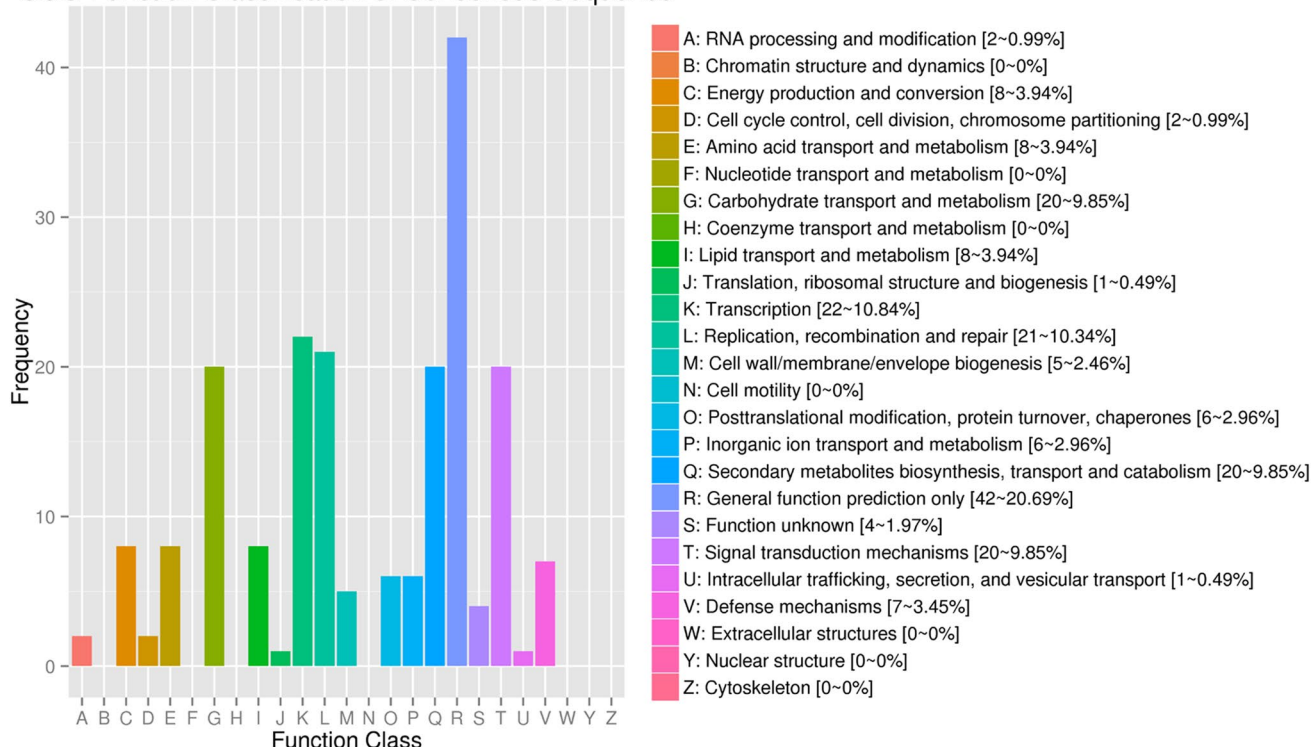 40
30
20
10
0
Frequency
A B C D E F G H I J K L M N O P Q R S T U V W Y Z
Function Class
A: RNA processing and modification [2~0.99%]
B: Chromatin structure and dynamics [0~0%]
C: Energy production and conversion [8~3.94%]
D: Cell cycle control, cell division, chromosome partitioning [2~0.99%]
E: Amino acid transport and metabolism [8~3.94%]
F: Nucleotide transport and metabolism [0~0%]
G: Carbohydrate transport and metabolism [20~9.85%]
H: Coenzyme transport and metabolism [0~0%]
I: Lipid transport and metabolism [8~3.94%]
J: Translation, ribosomal structure and biogenesis [1~0.49%]
K: Transcription [22~10.84%]
L: Replication, recombination and repair [21~10.34%]
M: Cell wall/membrane/envelope biogenesis [5~2.46%]
N: Cell motility [0~0%]
O: Posttranslational modification, protein turnover, chaperones [6~2.96%]
P: Inorganic ion transport and metabolism [6~2.96%]
Q: Secondary metabolites biosynthesis, transport and catabolism [20~9.85%]
R: General function prediction only [42~20.69%]
S: Function unknown [4~1.97%]
T: Signal transduction mechanisms [20~9.85%]
U: Intracellular trafficking, secretion, and vesicular transport [1~0.49%]
V: Defense mechanisms [7~3.45%]
W: Extracellular structures [0~0%]
Y: Nuclear structure [0~0%]
Z: Cytoskeleton [0~0%]